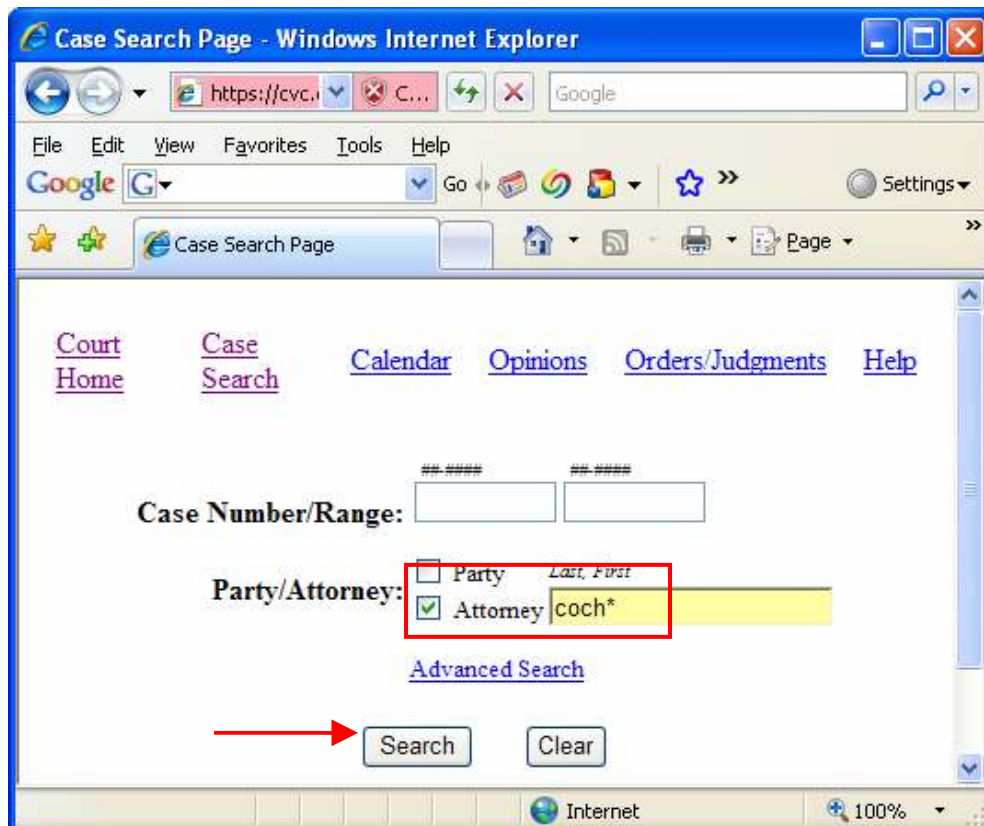 Case Search Page - Windows Internet Explorer
https://cvc. C... Google
File Edit View Favorites Tools Help
Google G Go » Settings
Case Search Page Page »
Court Home
Case Search
Calendar Opinions Orders/Judgments Help
##-#### ##-####
Case Number/Range:
Party Last, First
Party/Attorney:
Attorney coch*
Advanced Search
Search Clear
Internet 100%